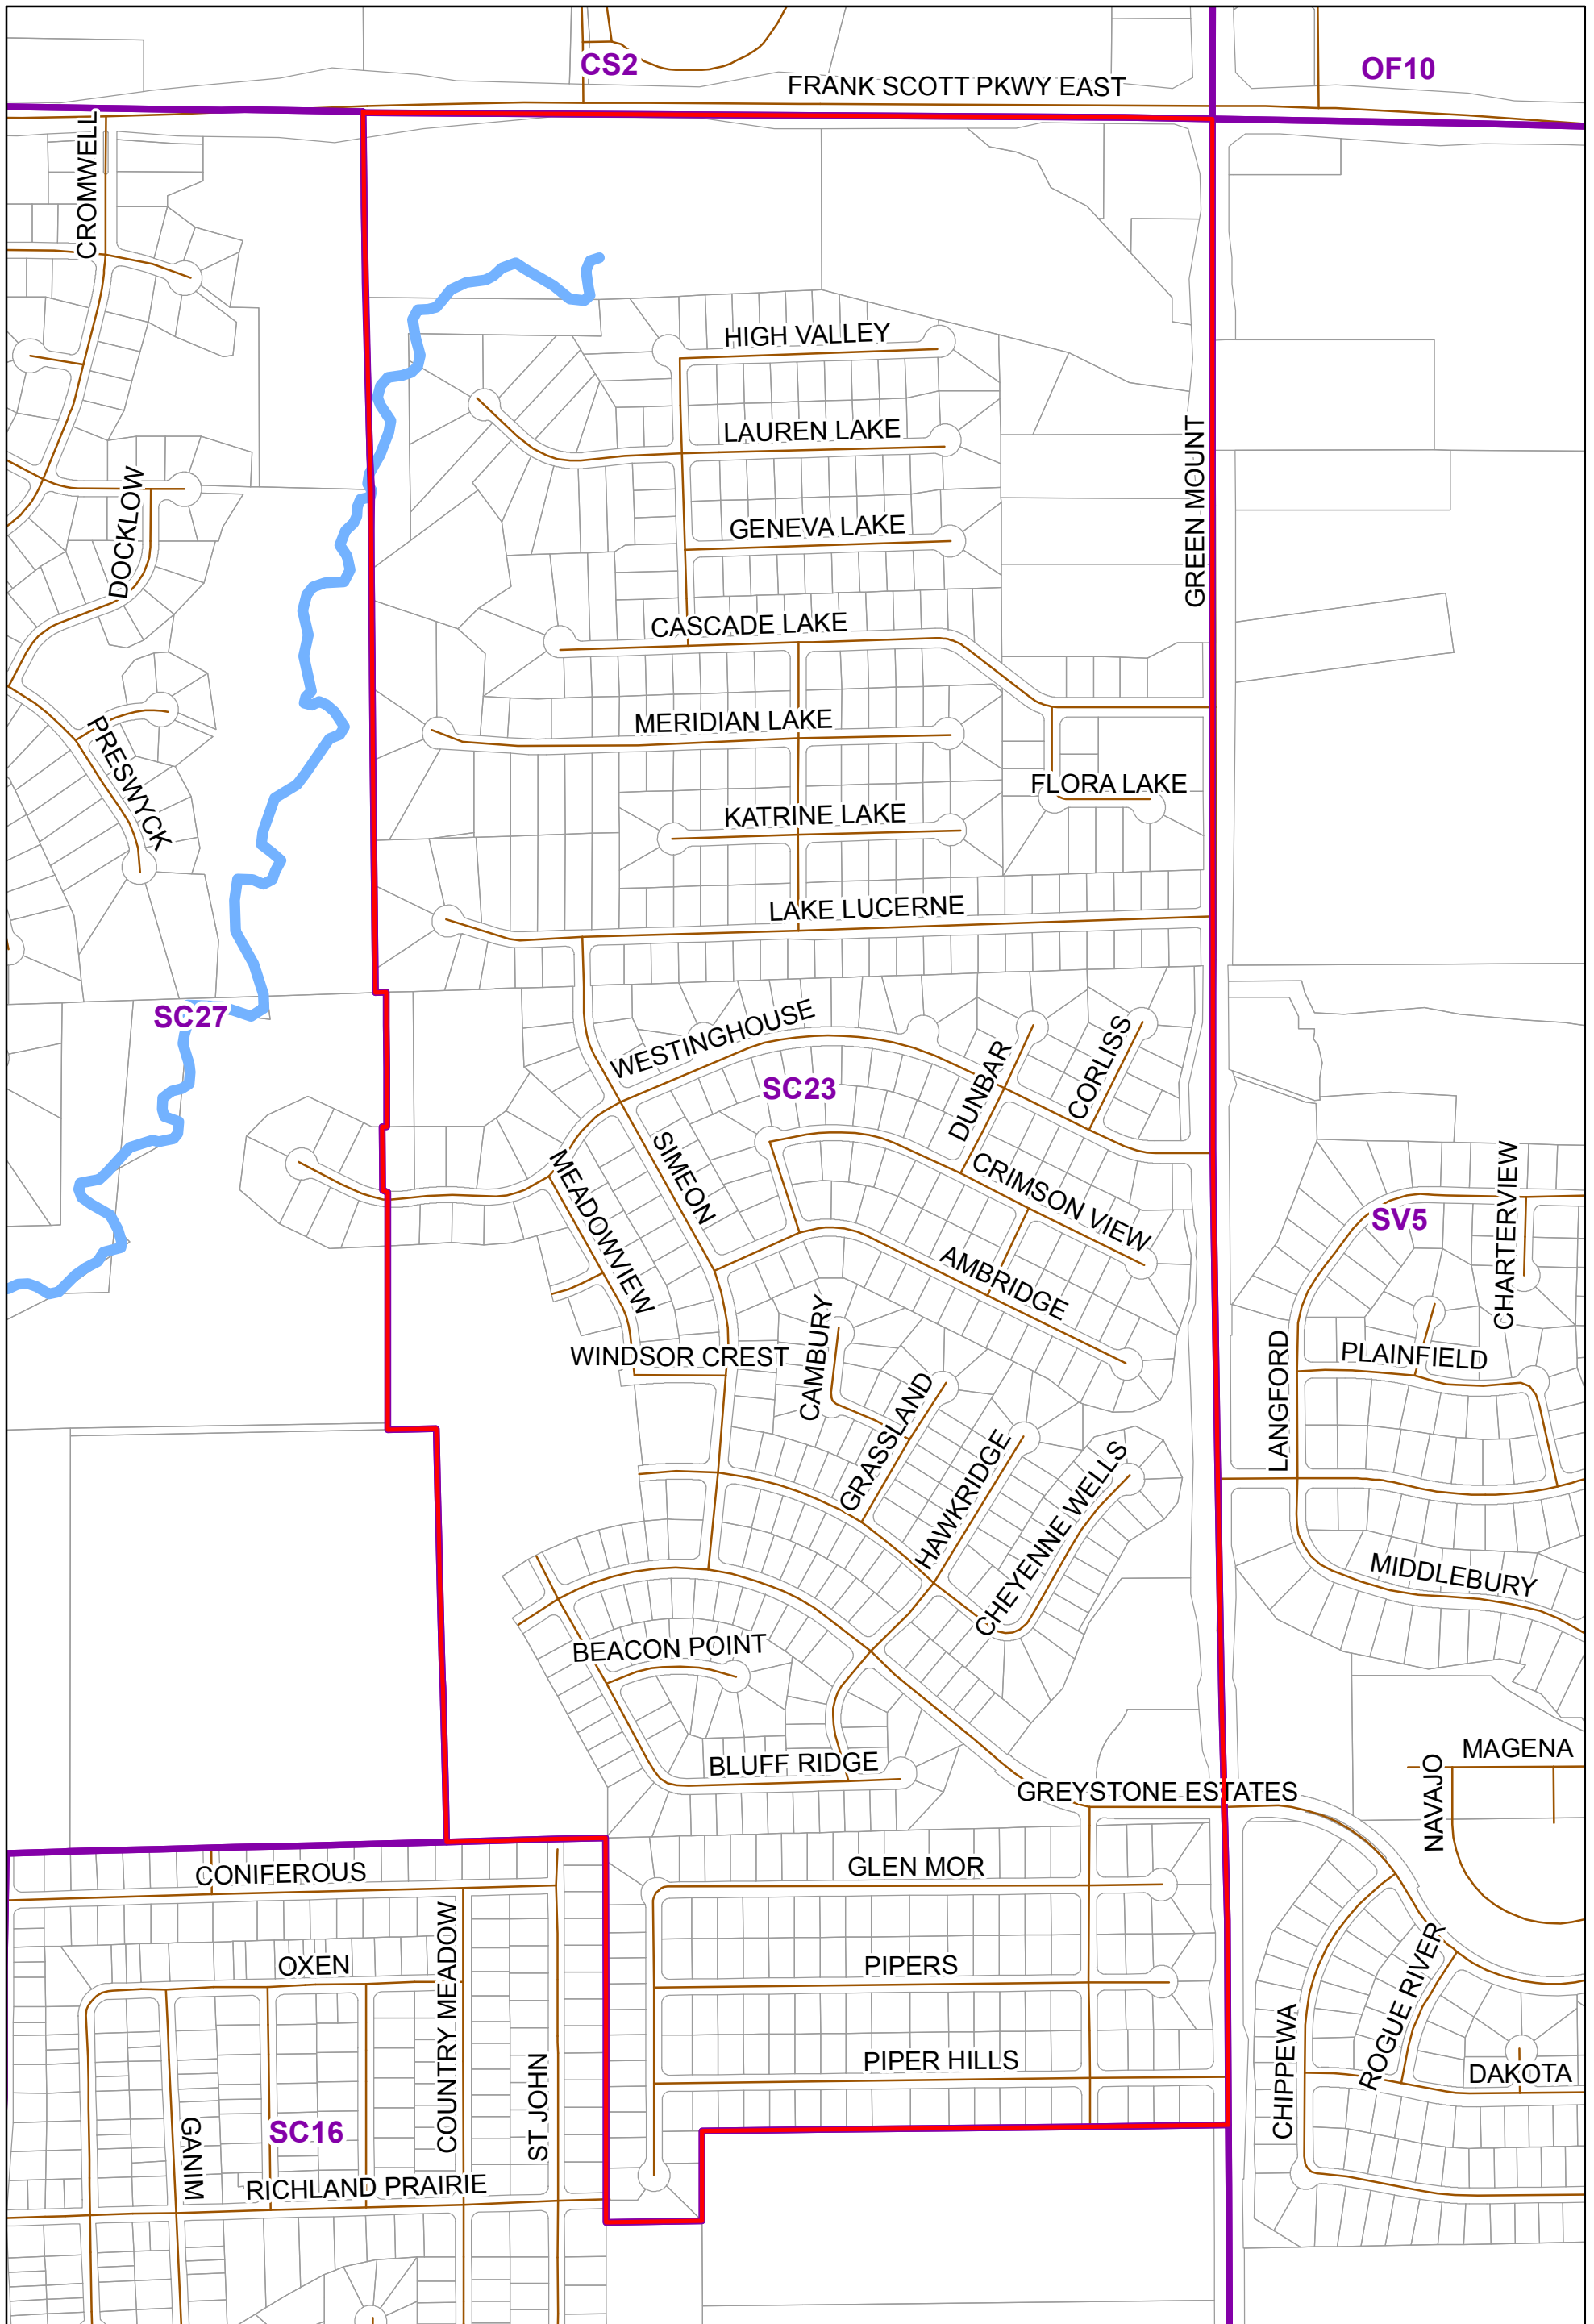 CS2
OF10
FRANK SCOTT PKWY EAST
CROMWELL
HIGH VALLEY
LAUREN LAKE
GREEN MOUNT
DOCKLOW
GENEVA LAKE
CASCADE LAKE
MERIDIAN LAKE
PRESWYCK
FLORA LAKE
KATRINE LAKE
LAKE LUCERNE
SC27
WESTINGHOUSE
SC23
DUNBAR
CORLISS
SIMEON
MEADOWVIEW
CRIMSON VIEW
SV5
CHARTERVIEW
AMBRIDGE
CAMBURY
WINDSOR CREST
PLAINFIELD
LANGFORD
GRASSLAND
HAWKRIDGE
CHEYENNE WELLS
MIDDLEBURY
BEACON POINT
BLUFF RIDGE
MAGENA
NAVAJO
GREYSTONE ESTATES
CONIFEROUS
GLEN MOR
OXEN
COUNTRY MEADOW
PIPERS
ROGUE RIVER
PIPER HILLS
CHIPPEWA
DAKOTA
ST JOHN
SC16
GANIM
RICHLAND PRAIRIE